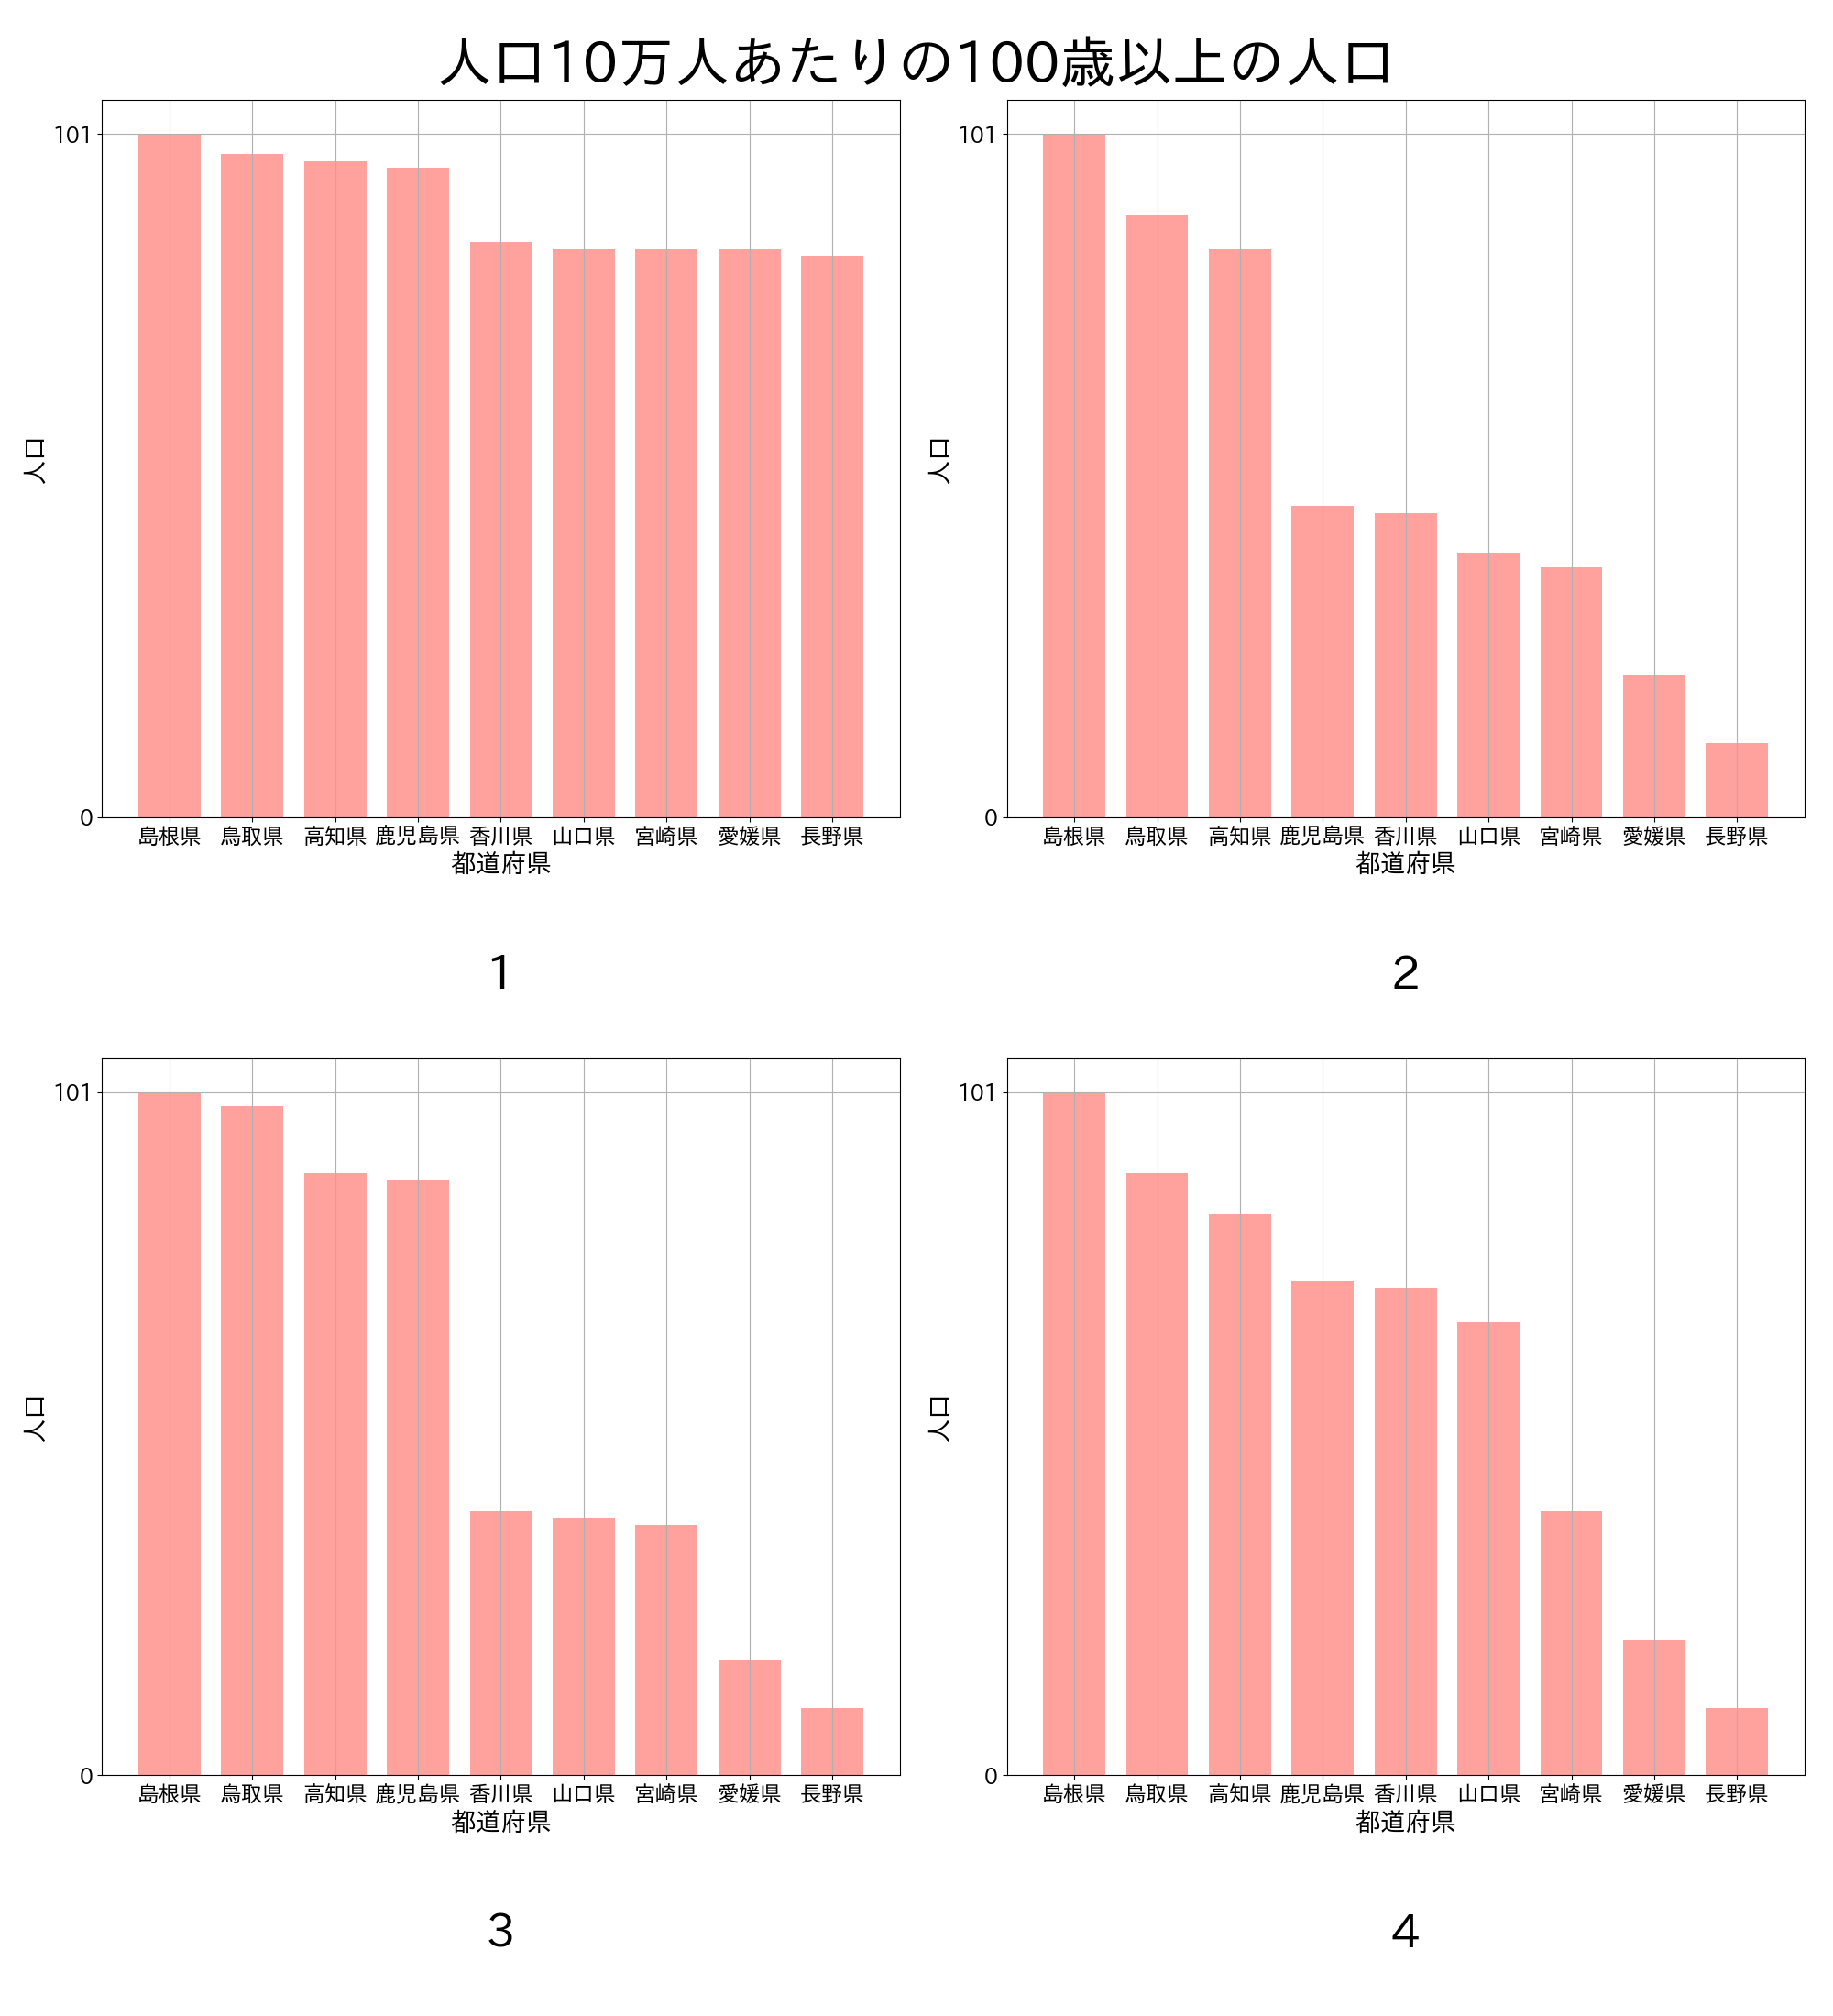 人口10万人あたりの100歳以上の人口
101
0
人口
島根県 鳥取県 高知県 鹿児島県 香川県 山口県 宮崎県 愛媛県 長野県
都道府県
1
101
0
人口
島根県 鳥取県 高知県 鹿児島県 香川県 山口県 宮崎県 愛媛県 長野県
都道府県
2
101
0
人口
島根県 鳥取県 高知県 鹿児島県 香川県 山口県 宮崎県 愛媛県 長野県
都道府県
3
101
0
人口
島根県 鳥取県 高知県 鹿児島県 香川県 山口県 宮崎県 愛媛県 長野県
都道府県
4